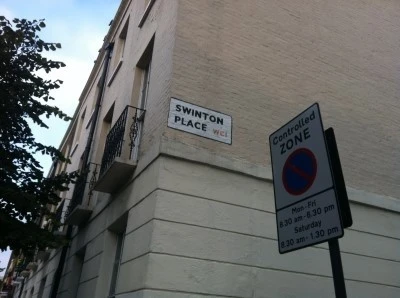 SWINTON
PLACE WC1
Controlled
ZONE
Mon - Fri
8.30 am - 6.30 pm
Saturday
8.30 am - 1.30 pm